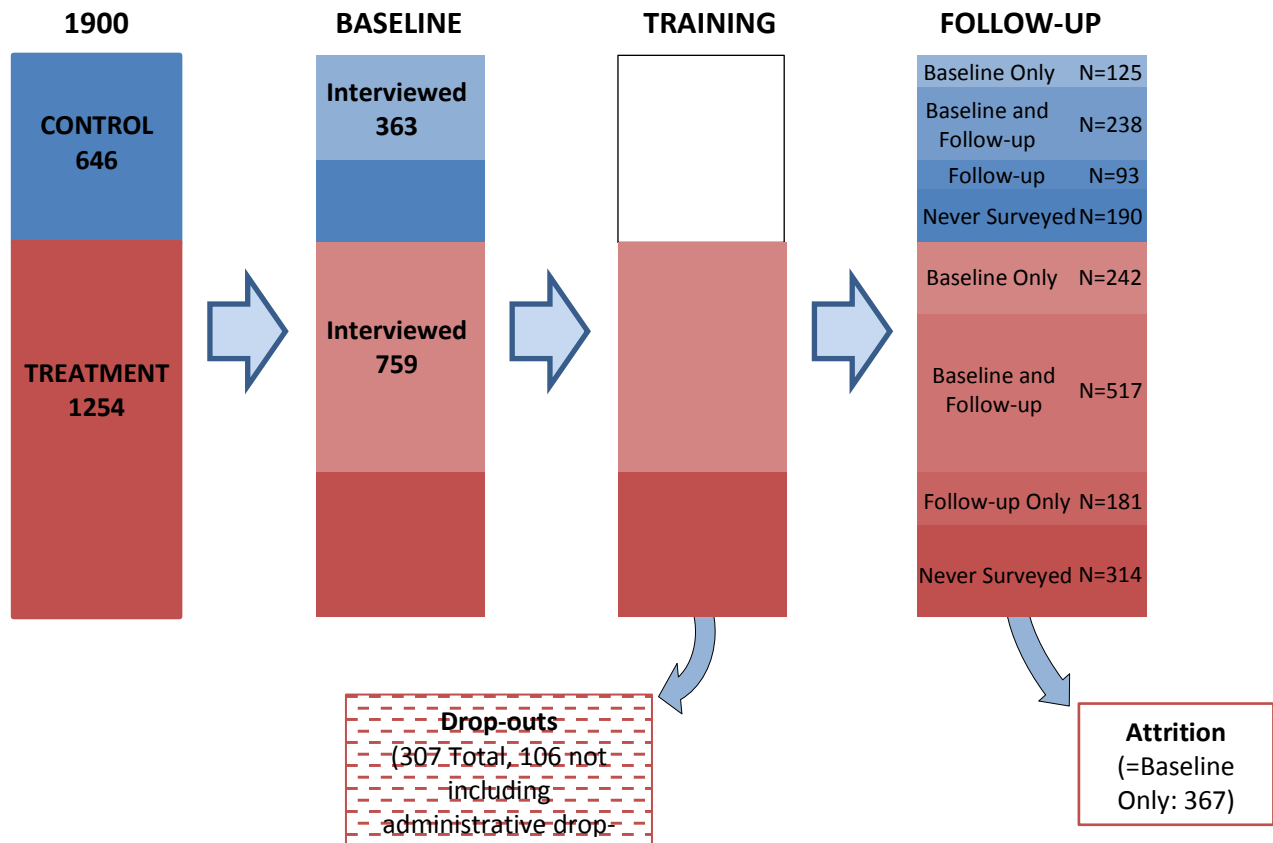 1900
CONTROL
646
TREATMENT
1254
BASELINE
Interviewed
363
Interviewed
759
TRAINING
FOLLOW-UP
Baseline Only N=125
Baseline and
Follow-up
N=238
Follow-up N=93
Never Surveyed N=190
Baseline Only N=242
Baseline and
Follow-up
N=517
Follow-up Only N=181
Never Surveyed N=314
Drop-outs
(307 Total, 106 not
including
administrative drop-
Attrition
(=Baseline
Only: 367)